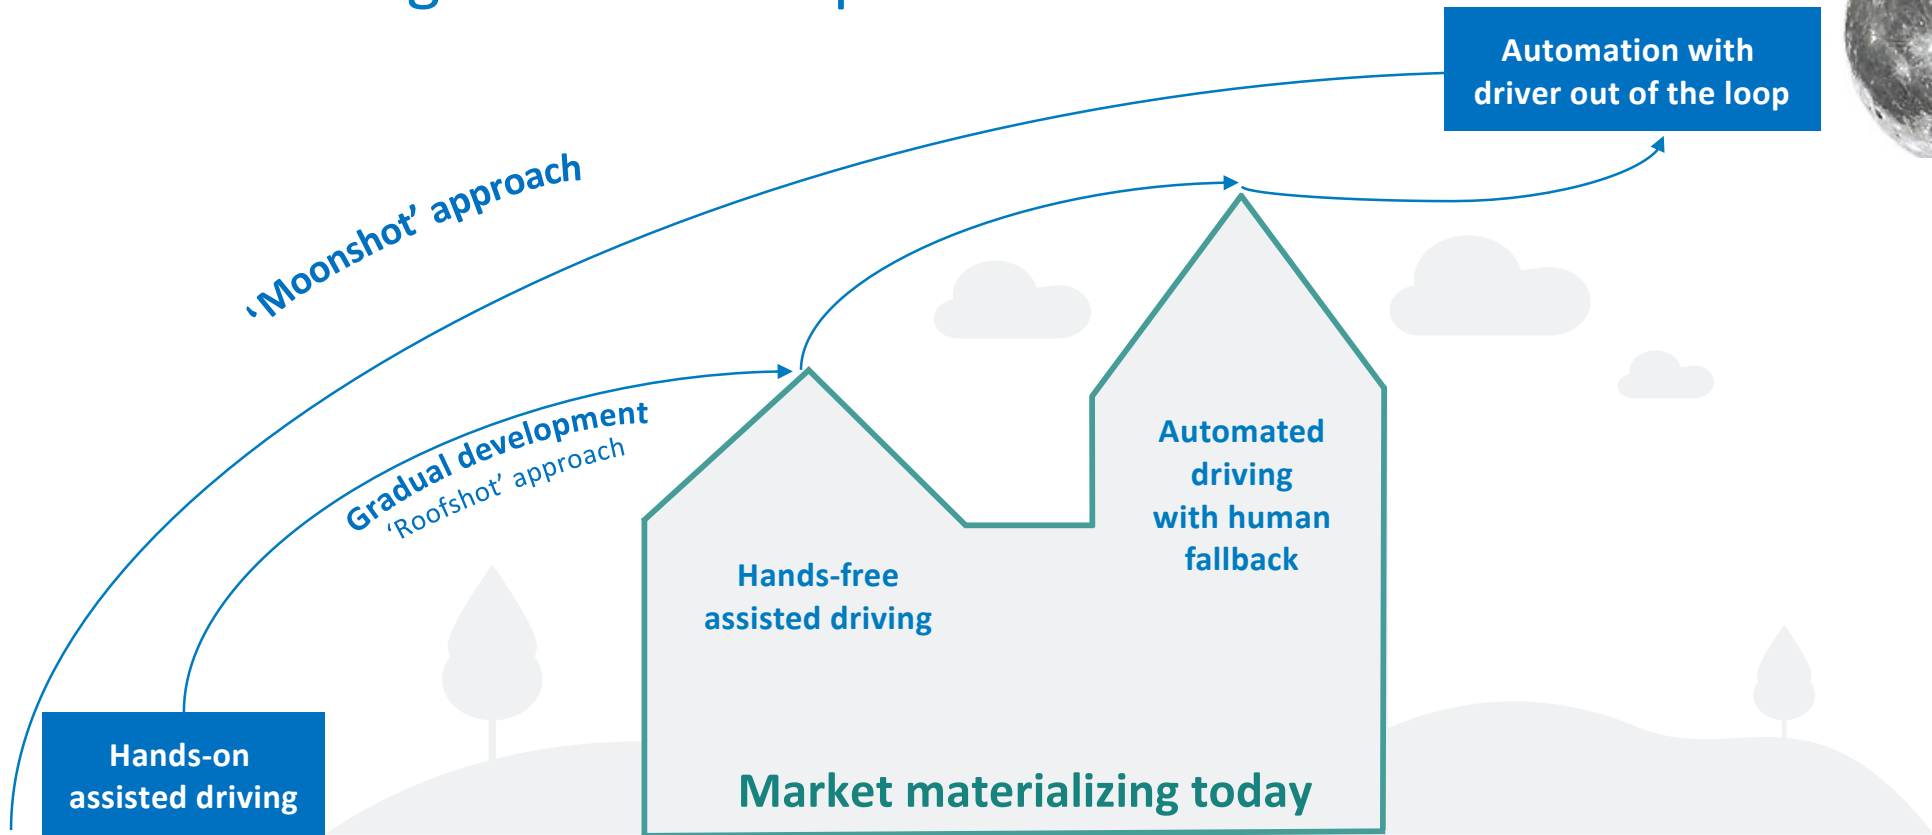 Automation with
driver out of the loop
‘Moonshot’ approach
Gradual development
‘Roofshot’ approach
Automated
driving
with human
fallback
Hands-free
assisted driving
Hands-on
assisted driving
Market materializing today